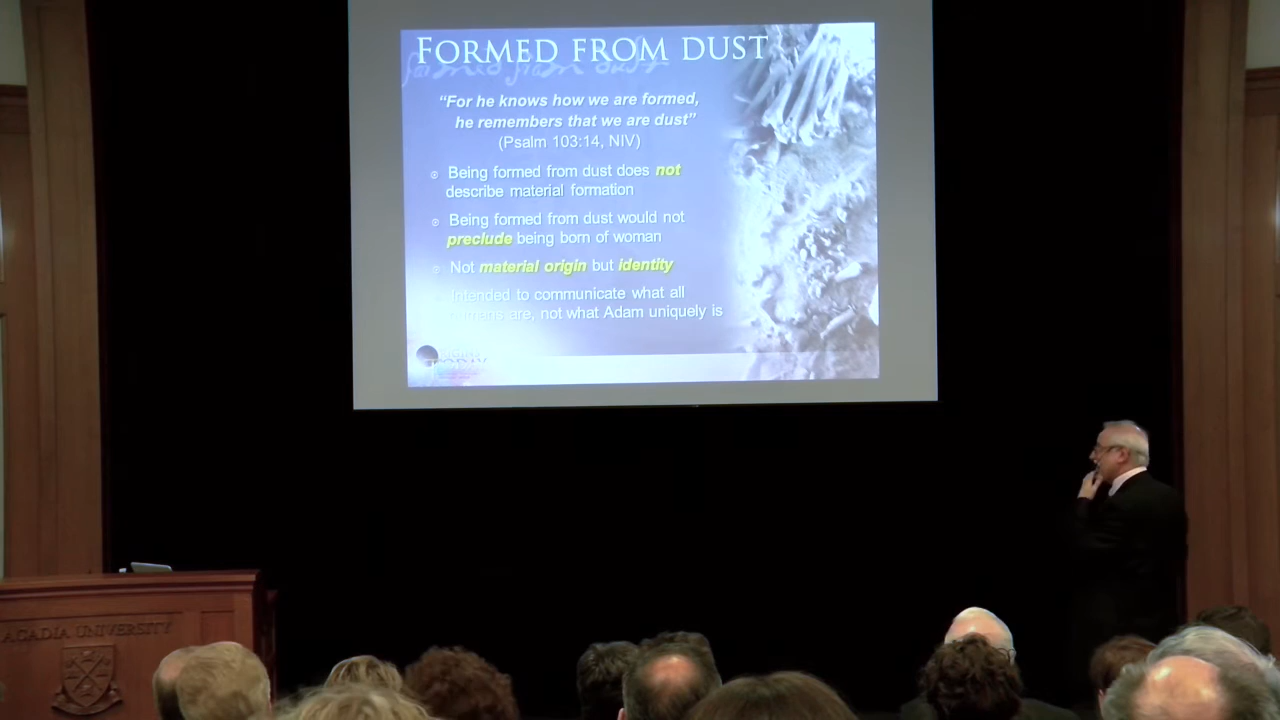 FORMED FROM DUST
“For he knows how we are formed,
he remembers that we are dust”
(Psalm 103:14, NIV)
Being formed from dust does not
describe material formation
Being formed from dust would not
preclude being born of woman
Not material origin but identity
Intended to communicate what all
humans are, not what Adam uniquely is
TODAY
ACADIA UNIVERSITY